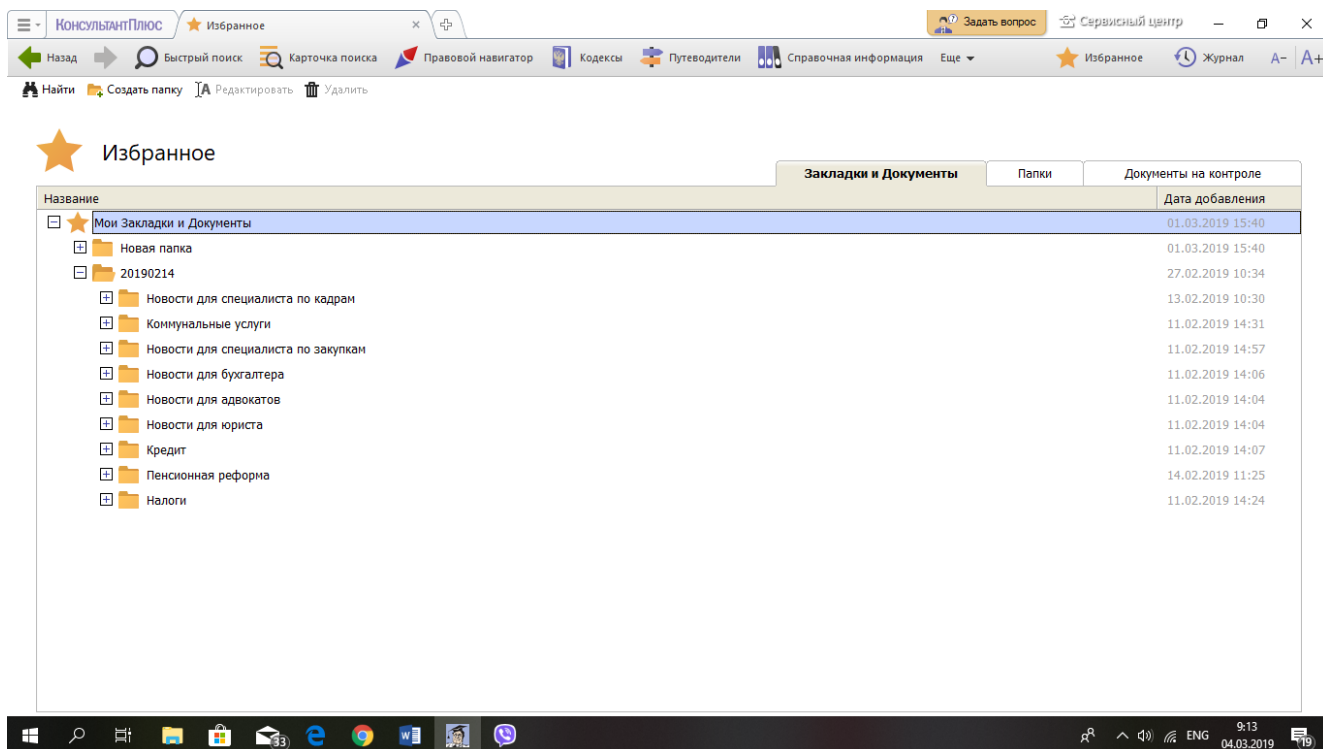 КонсультантПлюс Избранное Задать вопрос Сервисный центр
Назад Быстрый поиск Карточка поиска Правовой навигатор Кодексы Путеводители Справочная информация Еще Избранное Журнал A- A+
Найти Создать папку Редактировать Удалить
Избранное
Закладки и Документы Папки Документы на контроле
Название Дата добавления
Мои Закладки и Документы 01.03.2019 15:40
Новая папка 01.03.2019 15:40
20190214 27.02.2019 10:34
Новости для специалиста по кадрам 13.02.2019 10:30
Коммунальные услуги 11.02.2019 14:31
Новости для специалиста по закупкам 11.02.2019 14:57
Новости для бухгалтера 11.02.2019 14:06
Новости для адвокатов 11.02.2019 14:04
Новости для юриста 11.02.2019 14:04
Кредит 11.02.2019 14:07
Пенсионная реформа 14.02.2019 11:25
Налоги 11.02.2019 14:24
33 ENG 9:13 19
04.03.2019